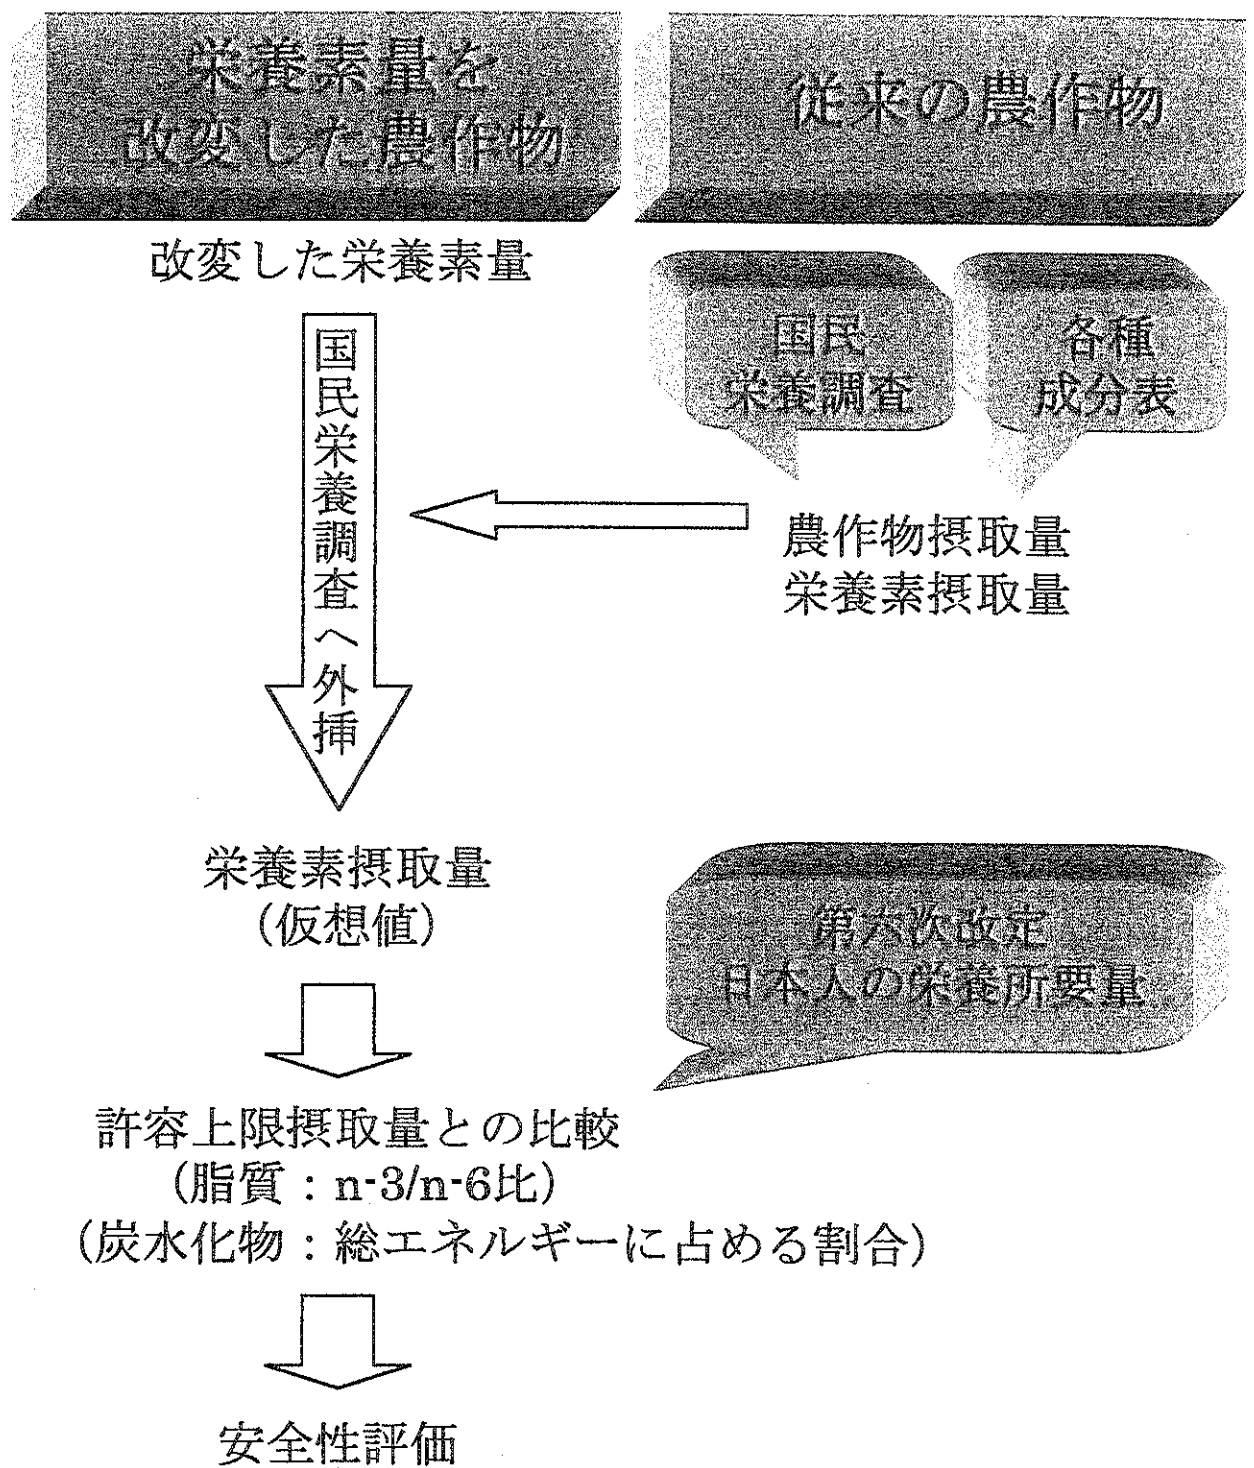 栄養素量を
改変した農作物
従来の農作物
改変した栄養素量
国民
栄養調査
各種
成分表
国民栄養調査へ外挿
農作物摂取量
栄養素摂取量
栄養素摂取量
（仮想値）
第六次改定
日本人の栄養所要量
許容上限摂取量との比較
（脂質：n-3/n-6比）
（炭水化物：総エネルギーに占める割合）
安全性評価